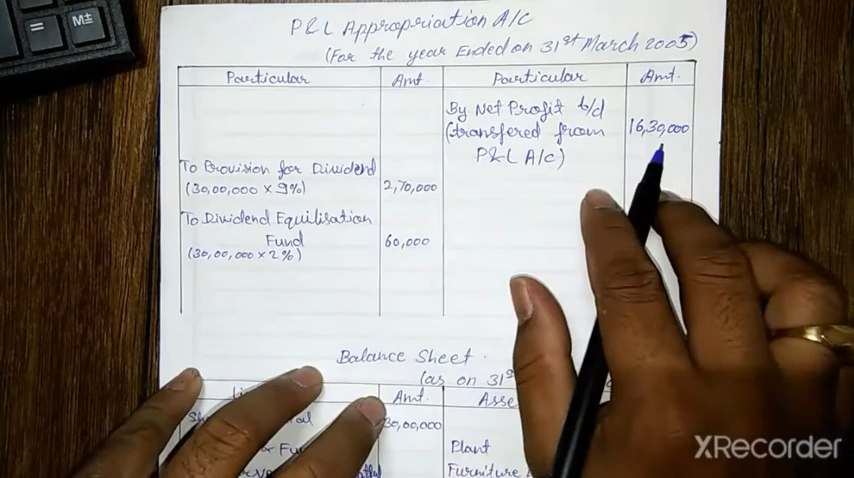 P&L Appropriation A/C
(For the year Ended on 31st March 2005)
Particular Amt. Particular Amt.
By Net Profit b/d
(transfered from 16,30,000
P&L A/c)
To Provision for Dividend
(30,00,000 x 9%) 2,70,000
To Dividend Equilisation
Fund 60,000
(30,00,000 x 2%)
Balance Sheet
(as on 31st
Amt. Asse
30,00,000
Plant
Furniture
= M±
XRecorder